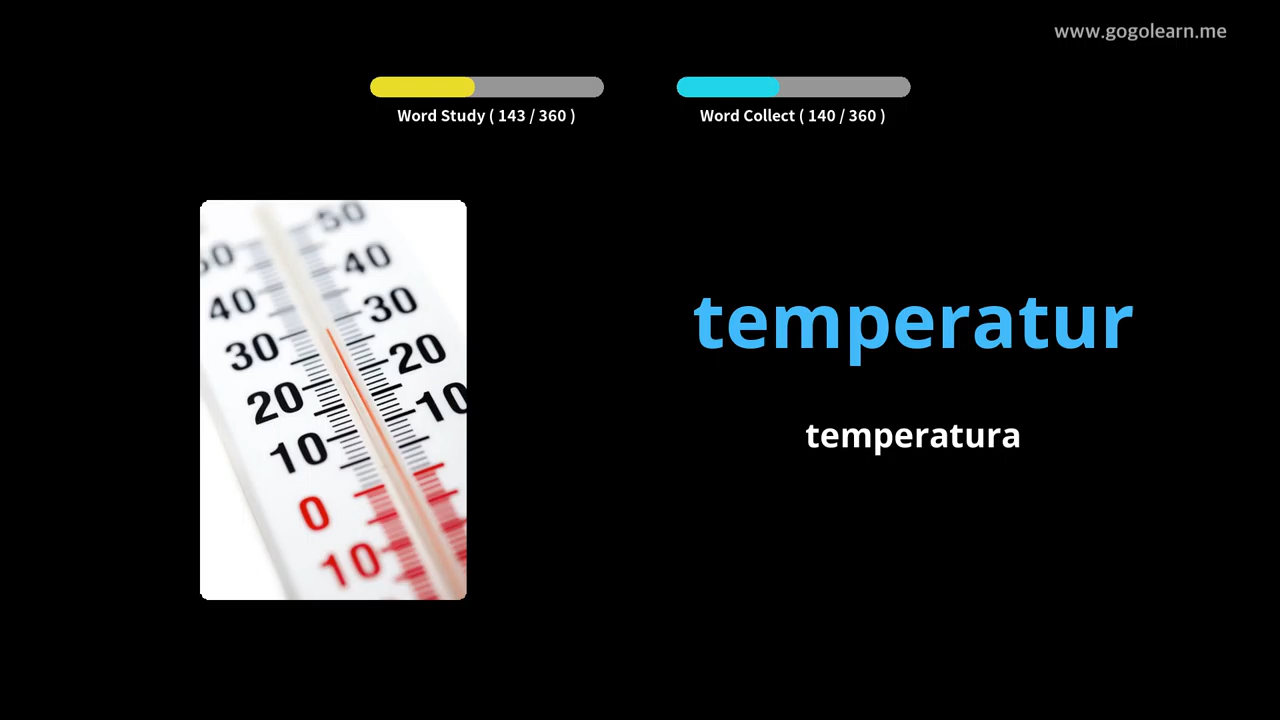 www.gogolearn.me
Word Study ( 143 / 360 )
Word Collect ( 140 / 360 )
50
50
40
40
30
30
20
20
10
10
0
10
temperatur
temperatura